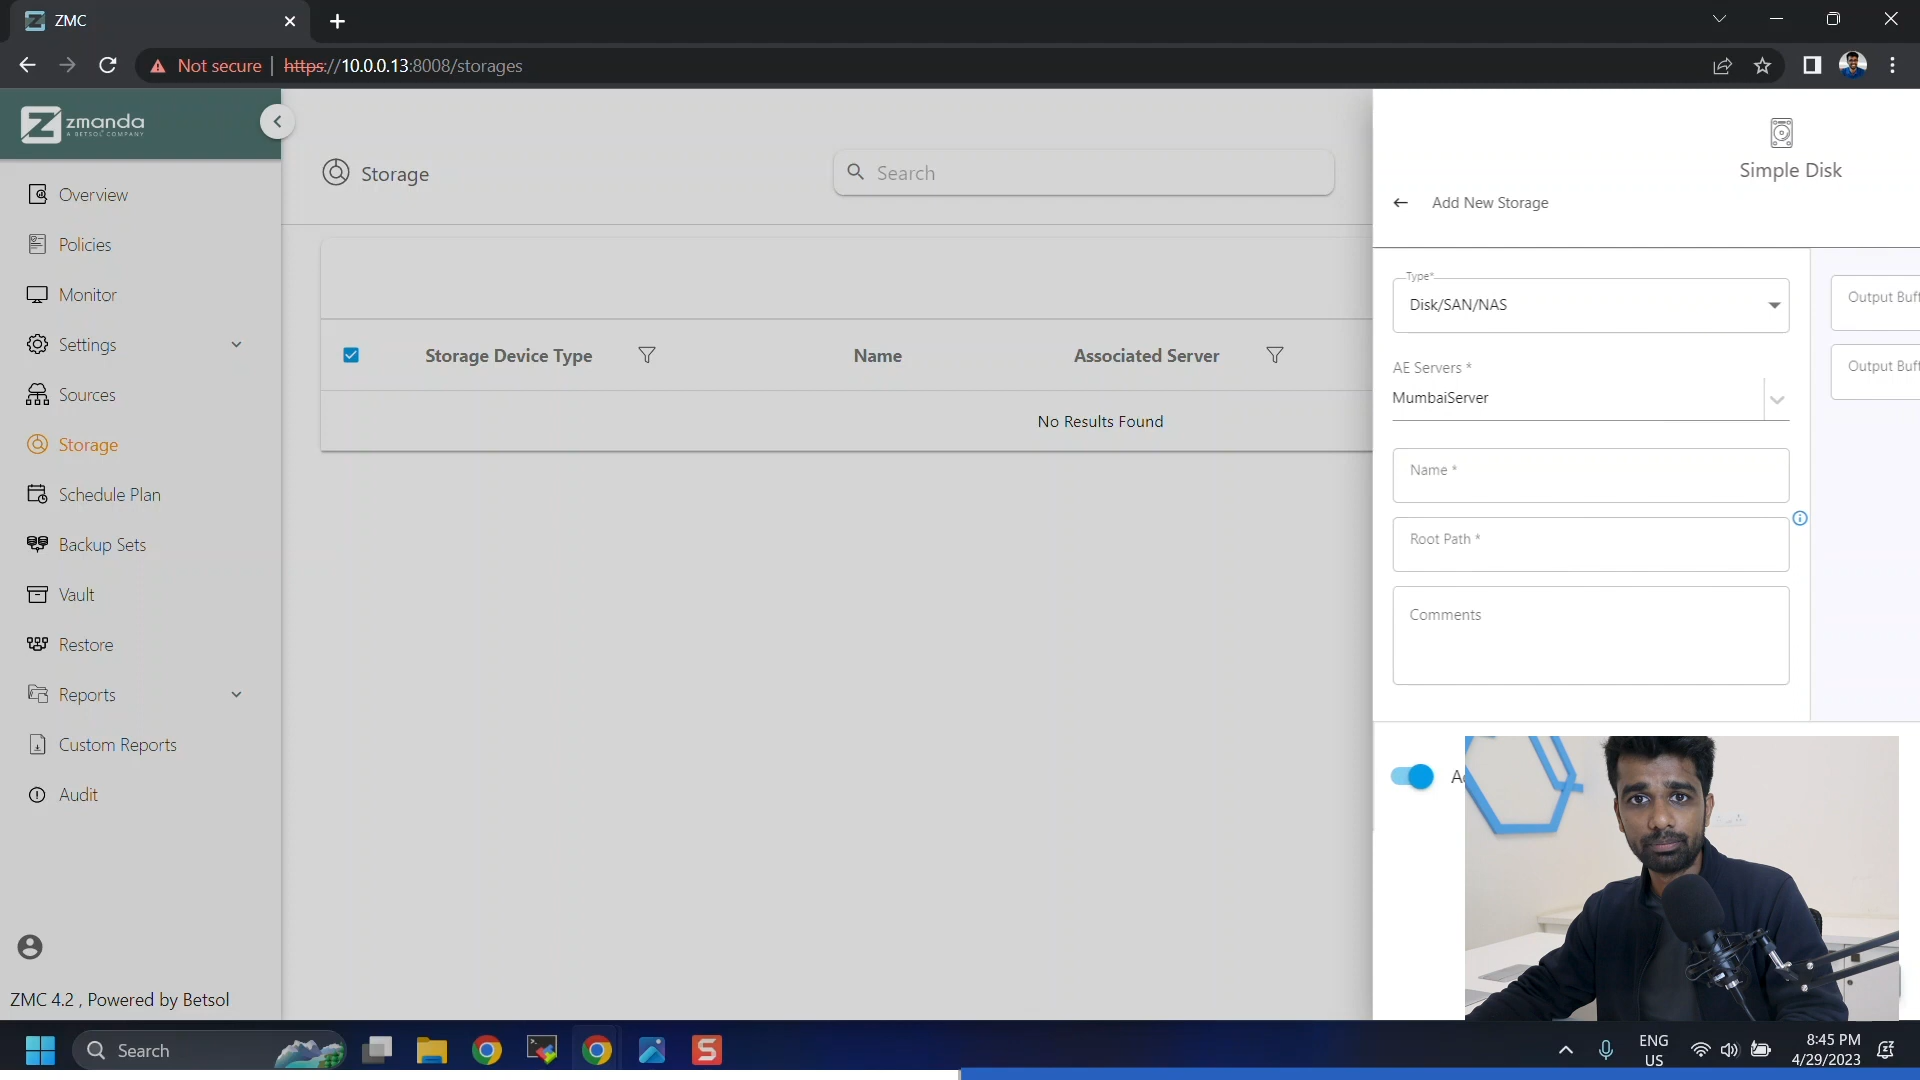 ZMC
Not secure
https://10.0.0.13:8008/storages
zmanda
A BETSOL COMPANY
Overview
Policies
Monitor
Settings
Sources
Storage
Schedule Plan
Backup Sets
Vault
Restore
Reports
Custom Reports
Audit
ZMC 4.2 , Powered by Betsol
Storage
Search
Storage Device Type
Name
Associated Server
No Results Found
Simple Disk
Add New Storage
Type*
Disk/SAN/NAS
AE Servers *
MumbaiServer
Name *
Root Path *
Comments
Output Buff
Output Buff
Search
ENG
US
8:45 PM
4/29/2023